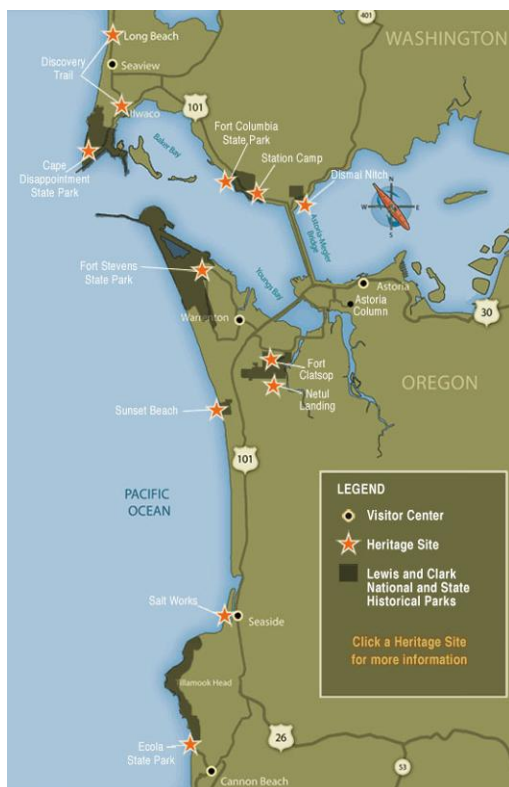 401
Long Beach
WASHINGTON
Discovery
Trail
Seaview
Ilwaco
101
Fort Columbia
State Park
Baker Bay
Station Camp
Cape
Disappointment
State Park
Dismal Nitch
N
W
E
S
Astoria-Megler
Bridge
Fort Stevens
State Park
Youngs Bay
Astoria
Astoria
Column
30
Warrenton
Fort
Clatsop
OREGON
Netul
Landing
Sunset Beach
101
PACIFIC
OCEAN
LEGEND
Visitor Center
Heritage Site
Lewis and Clark
National and State
Historical Parks
Click a Heritage Site
for more information
Salt Works
Seaside
Tillamook Head
26
Ecola
State Park
53
Cannon Beach